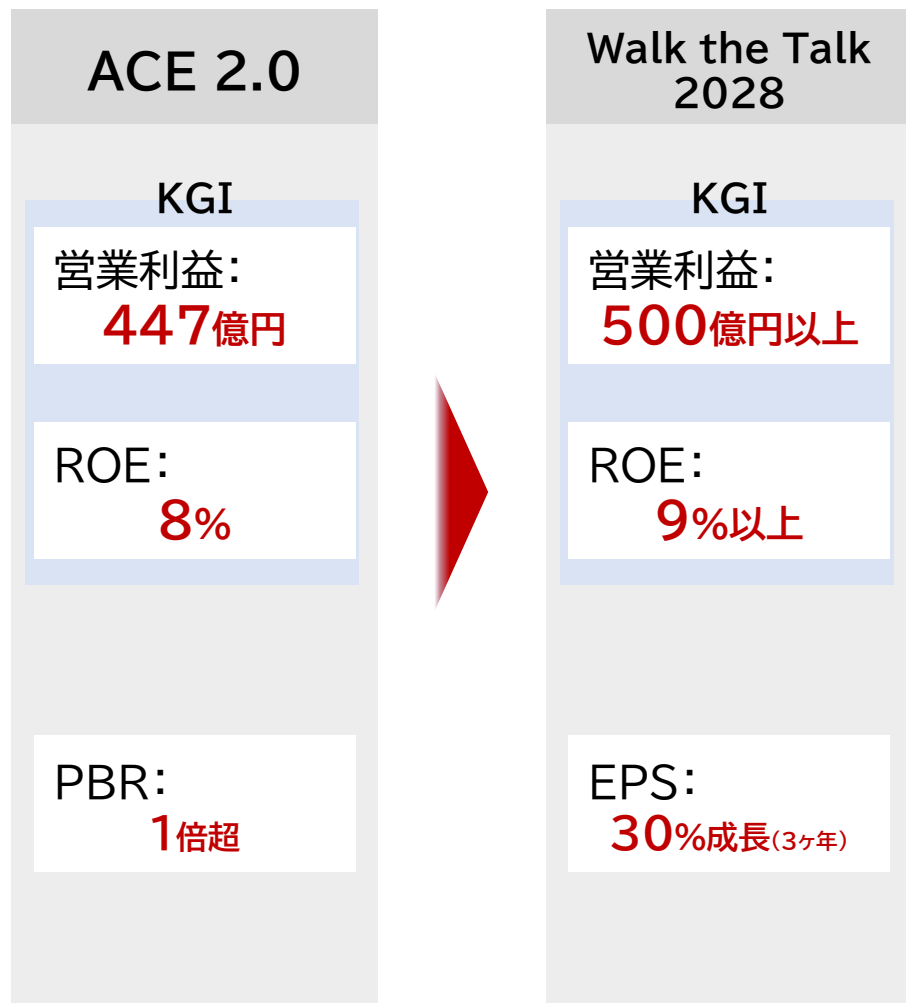 ACE 2.0
KGI
営業利益：
447億円
ROE：
8%
PBR：
1倍超
Walk the Talk
2028
KGI
営業利益：
500億円以上
ROE：
9%以上
EPS：
30%成長(3ヶ年)